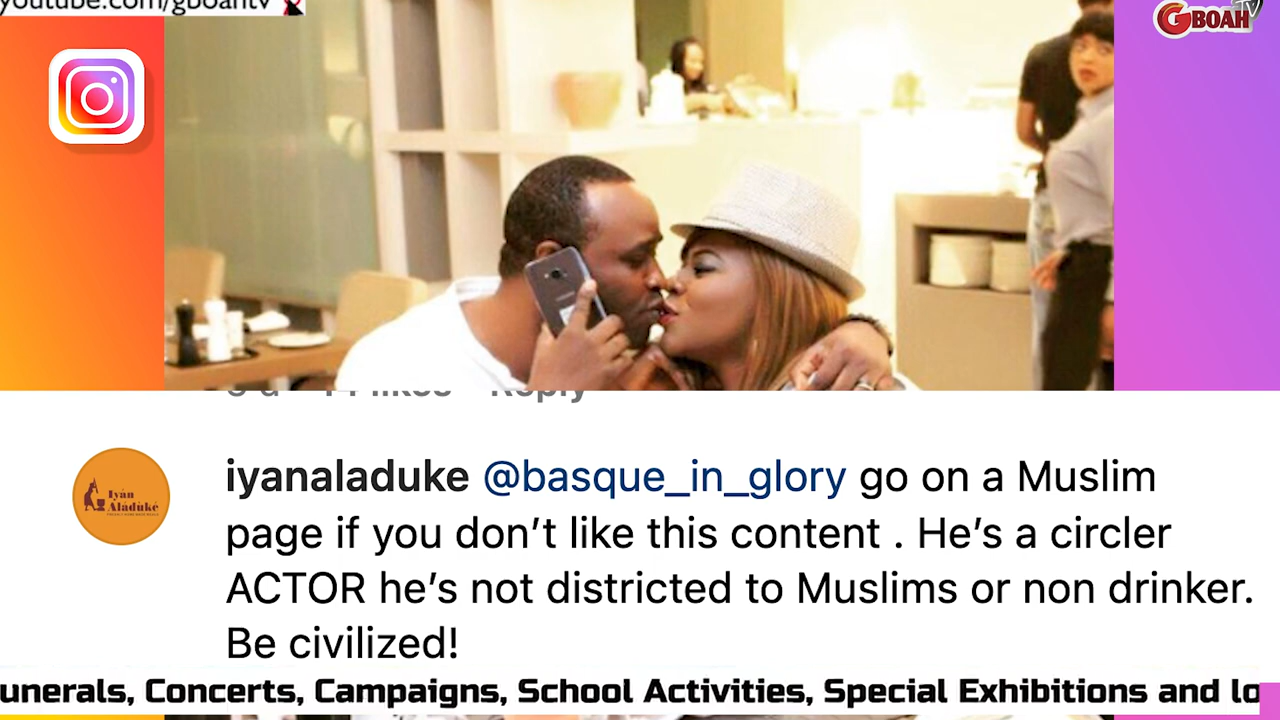 youtube.com/gboahtv
GBOAH TV
iyanaladuke @basque_in_glory go on a Muslim
page if you don’t like this content . He’s a circler
ACTOR he’s not districted to Muslims or non drinker.
Be civilized!
Iyán
Aláduké
unerals, Concerts, Campaigns, School Activities, Special Exhibitions and lo